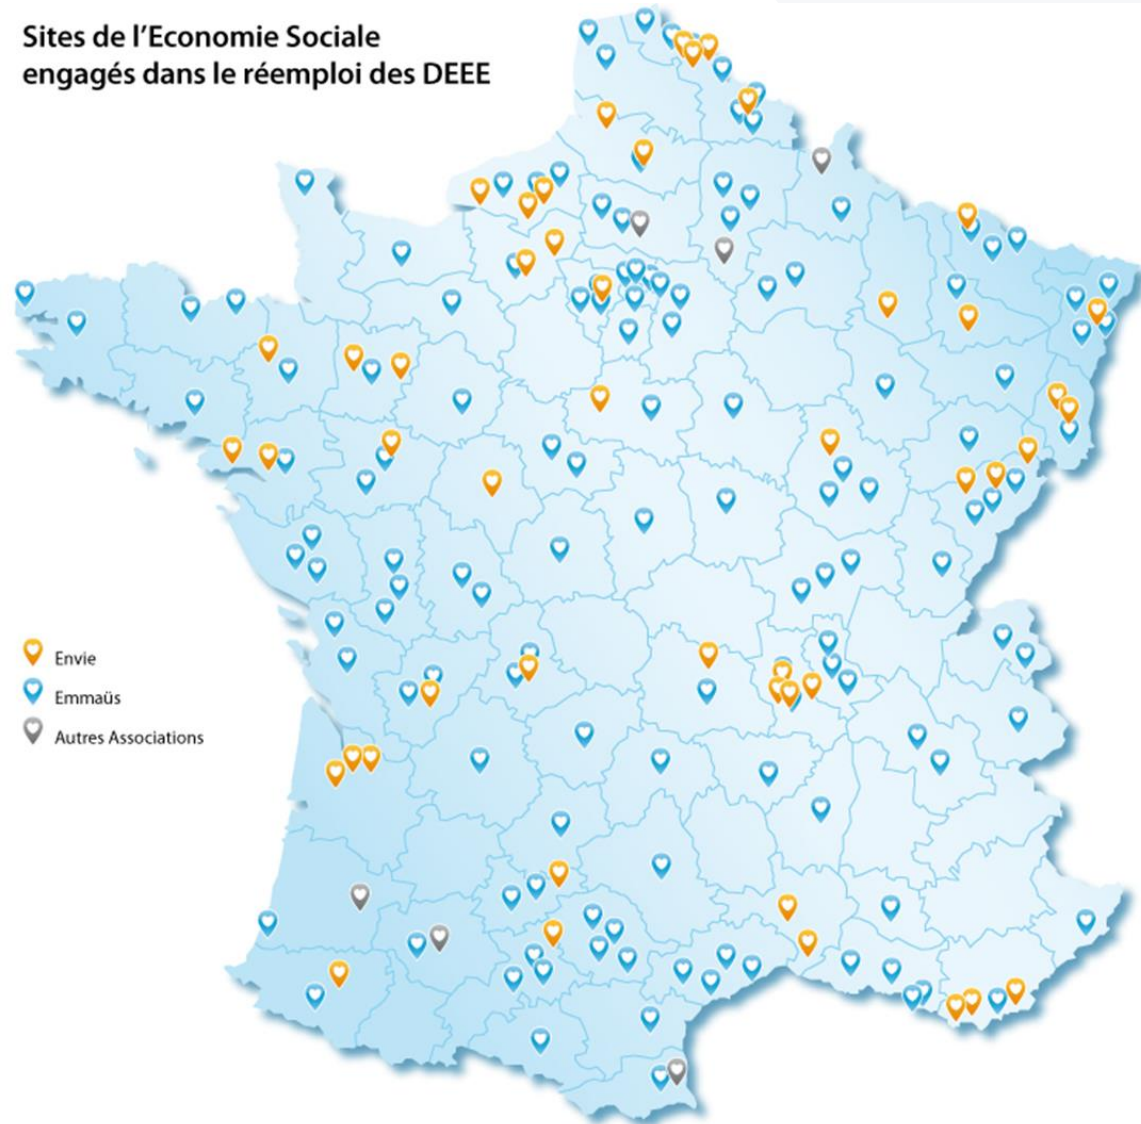 Sites de l'Economie Sociale
engagés dans le réemploi des DEEE
Envie
Emmaüs
Autres Associations